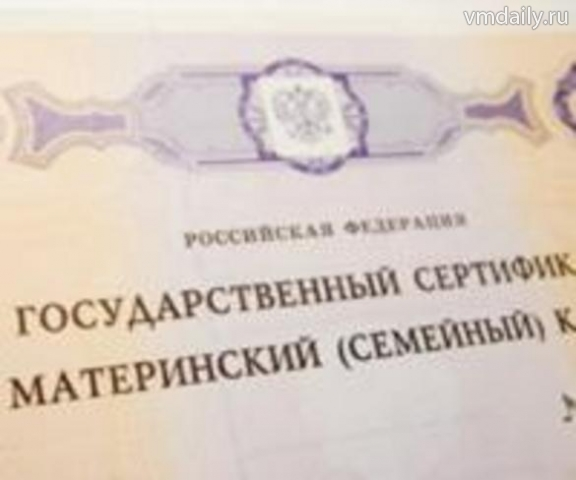 vmdaily.ru
РОССИЙСКАЯ ФЕДЕРАЦИЯ
ГОСУДАРСТВЕННЫЙ СЕРТИФИК
МАТЕРИНСКИЙ (СЕМЕЙНЫЙ) К